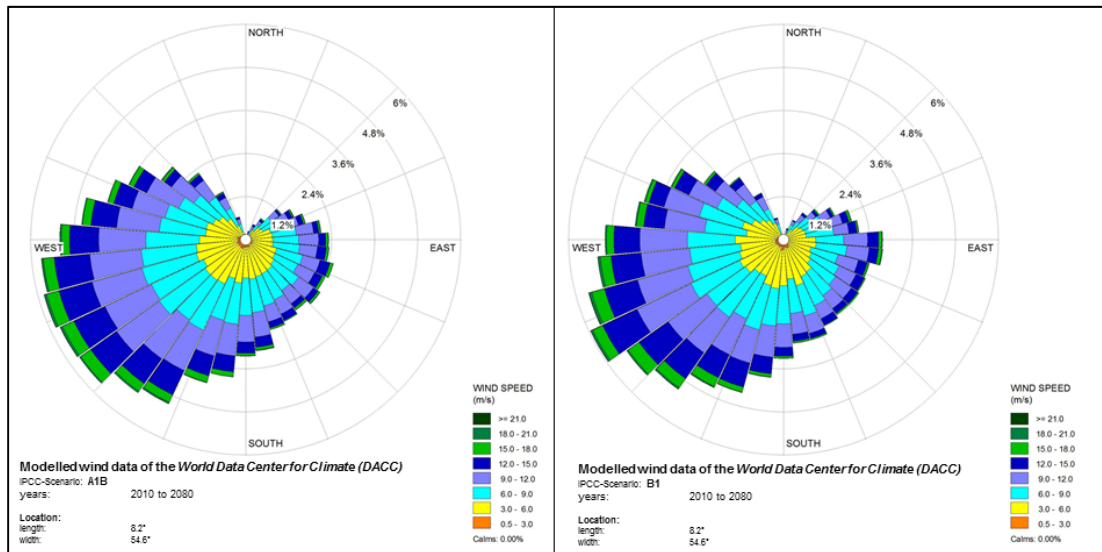 NORTH
6%
4.8%
3.6%
2.4%
1.2%
WEST
EAST
SOUTH
WIND SPEED
(m/s)
>= 21.0
18.0 - 21.0
15.0 - 18.0
12.0 - 15.0
9.0 - 12.0
6.0 - 9.0
3.0 - 6.0
0.5 - 3.0
Calms: 0.00%
Modelled wind data of the World Data Center for Climate (DACC)
IPCC-Scenario: A1B
years: 2010 to 2080
Location:
length: 8.2°
width: 54.6°
NORTH
6%
4.8%
3.6%
2.4%
1.2%
WEST
EAST
SOUTH
WIND SPEED
(m/s)
>= 21.0
18.0 - 21.0
15.0 - 18.0
12.0 - 15.0
9.0 - 12.0
6.0 - 9.0
3.0 - 6.0
0.5 - 3.0
Calms: 0.00%
Modelled wind data of the World Data Center for Climate (DACC)
IPCC-Scenario: B1
years: 2010 to 2080
Location:
length: 8.2°
width: 54.6°